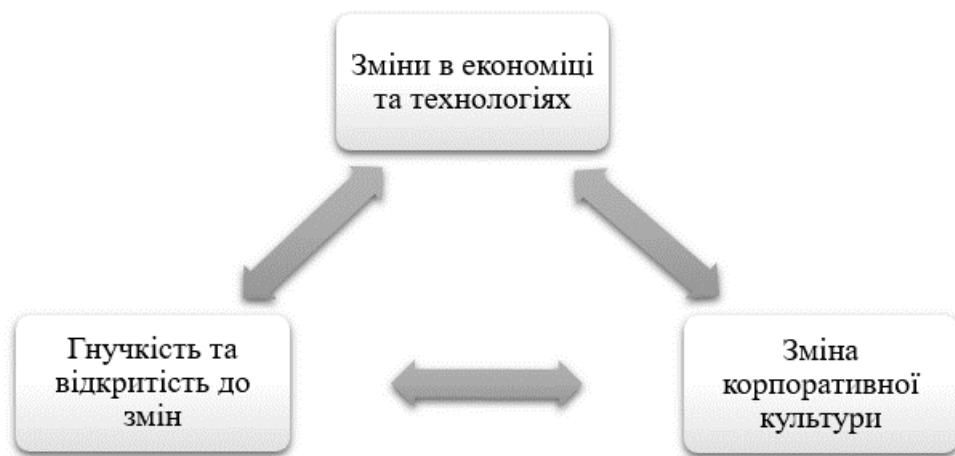 Зміни в економіці
та технологіях
Гнучкість та
відкритість до
змін
Зміна
корпоративної
культури